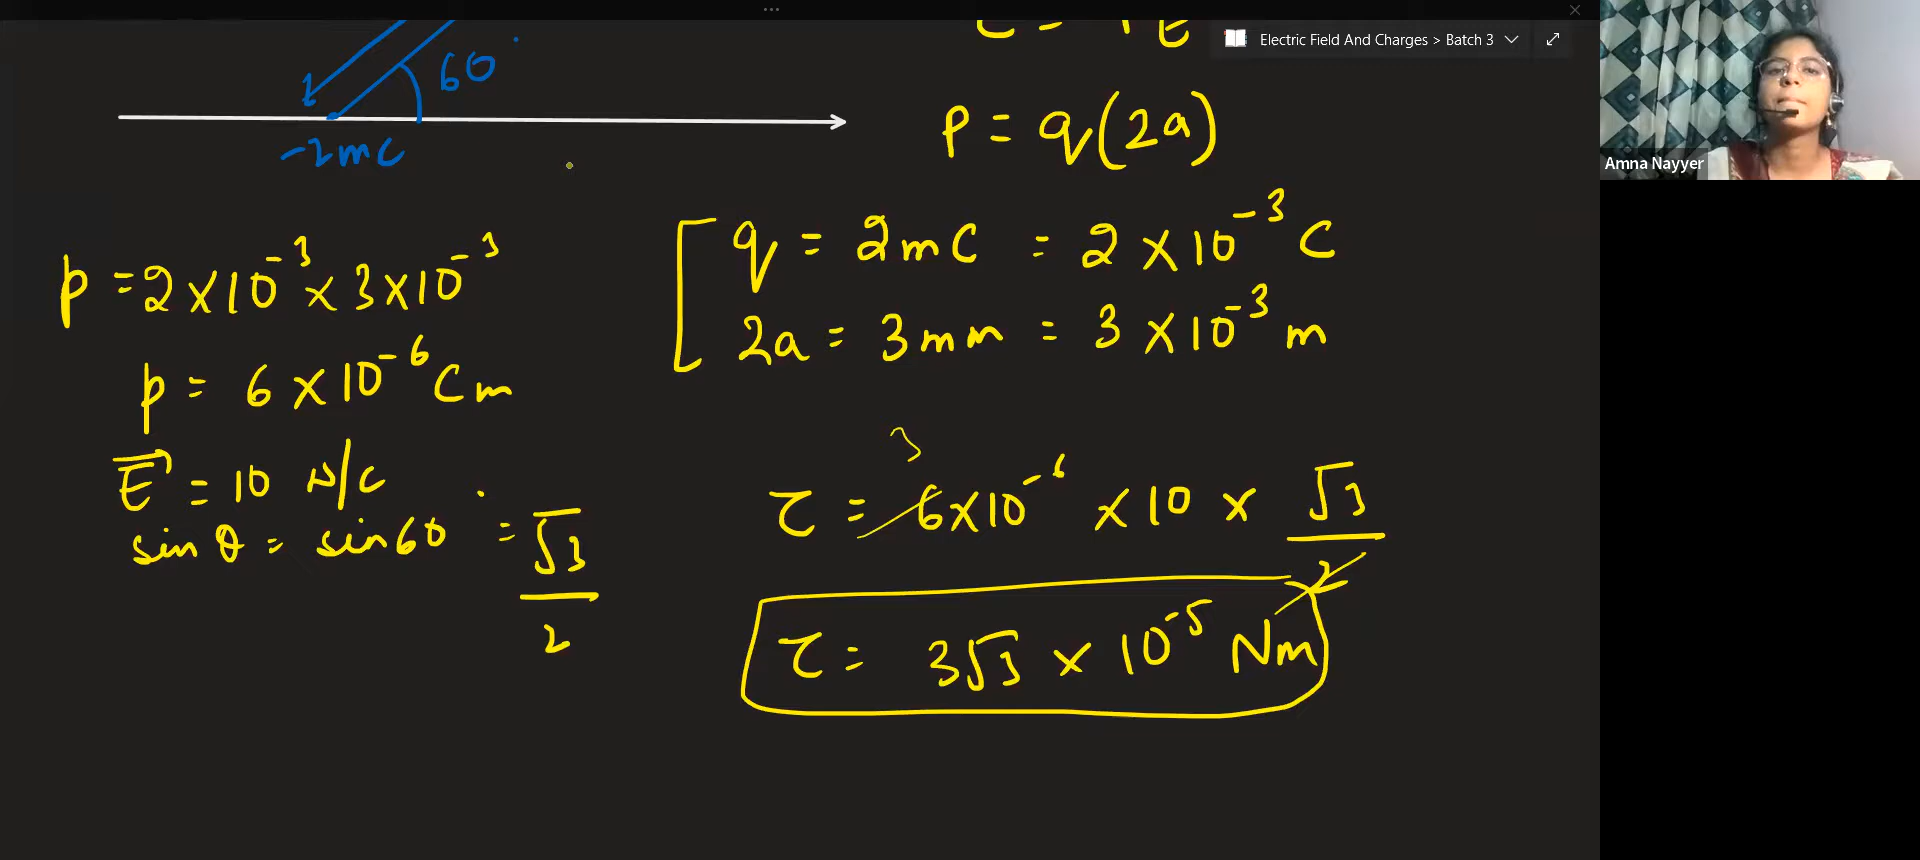 Electric Field And Charges > Batch 3
60
-2mC
p = q(2a)
Amna Nayyer
q = 2mC = 2 × 10⁻³ C
2a = 3mm = 3 × 10⁻³ m
p = 2 × 10⁻³ × 3 × 10⁻³
p = 6 × 10⁻⁶ Cm
E⃗ = 10 N/C
sin θ = sin 60 = √3/2
3
τ = 6 × 10⁻⁶ × 10 × √3/2
τ = 3√3 × 10⁻⁵ Nm